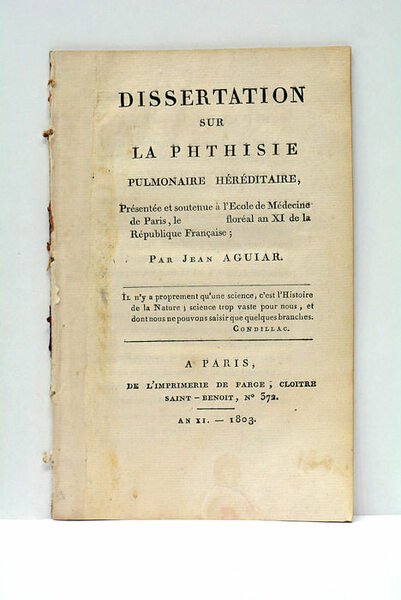 DISSERTATION
SUR
LA PHTHISIE
PULMONAIRE HÉRÉDITAIRE,
Présentée et soutenue à l'Ecole de Médecine
de Paris, le floréal an XI de la
République Française ;
PAR JEAN AGUIAR.
IL n'y a proprement qu'une science, c'est l'Histoire
de la Nature ; science trop vaste pour nous, et
dont nous ne pouvons saisir que quelques branches.
CONDILLAC.
A PARIS,
DE L'IMPRIMERIE DE FARGE, CLOITRE
SAINT-BENOIT, N° 372.
AN XI. — 1803.